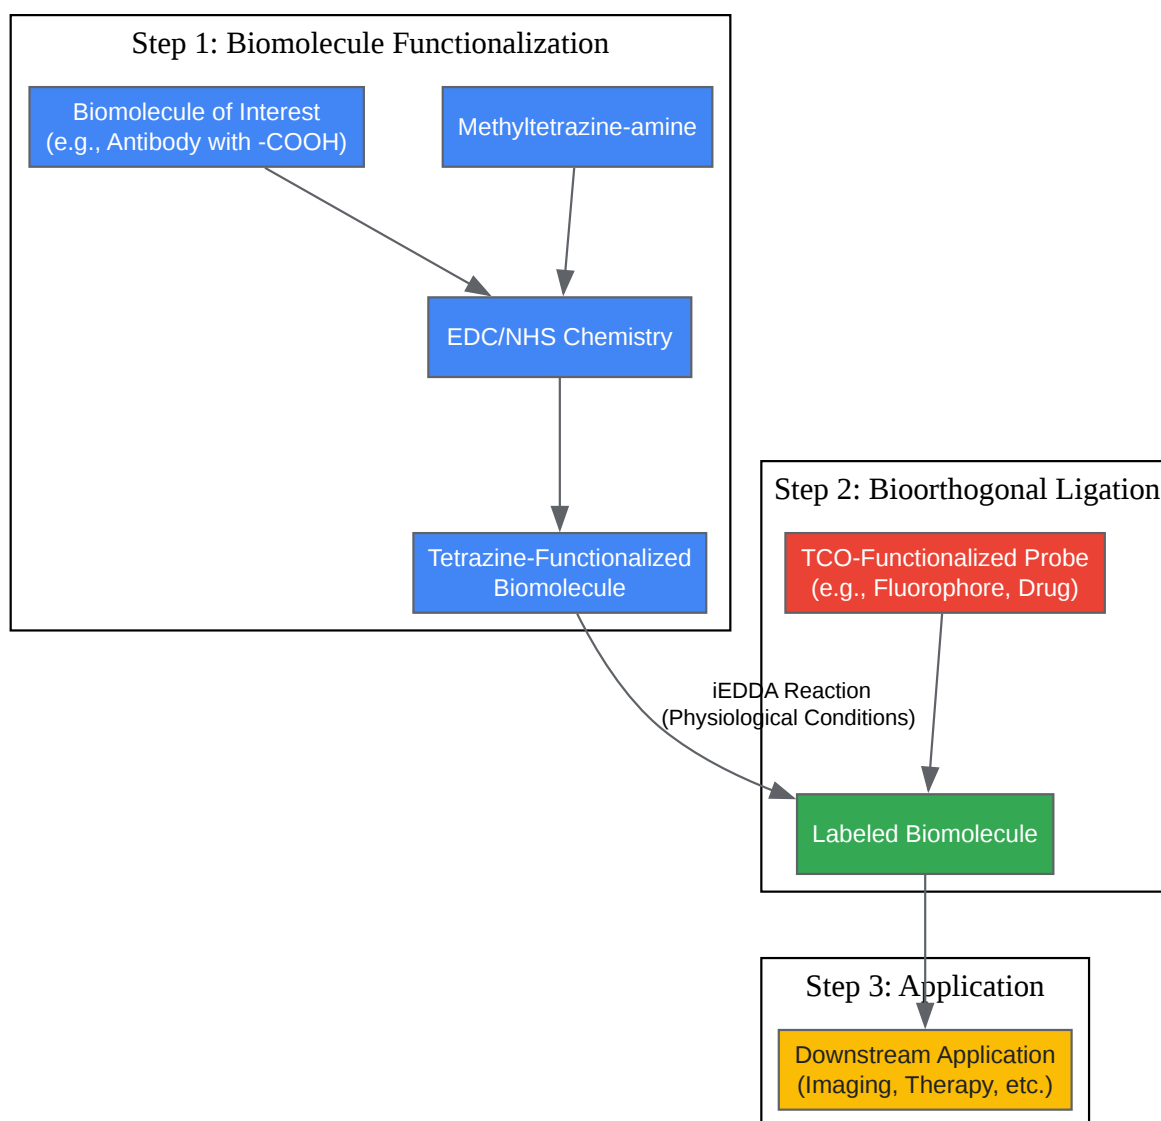 Step 1: Biomolecule Functionalization
Biomolecule of Interest
(e.g., Antibody with -COOH)
Methyltetrazine-amine
EDC/NHS Chemistry
Tetrazine-Functionalized
Biomolecule
Step 2: Bioorthogonal Ligation
TCO-Functionalized Probe
(e.g., Fluorophore, Drug)
iEDDA Reaction
(Physiological Conditions)
Labeled Biomolecule
Step 3: Application
Downstream Application
(Imaging, Therapy, etc.)